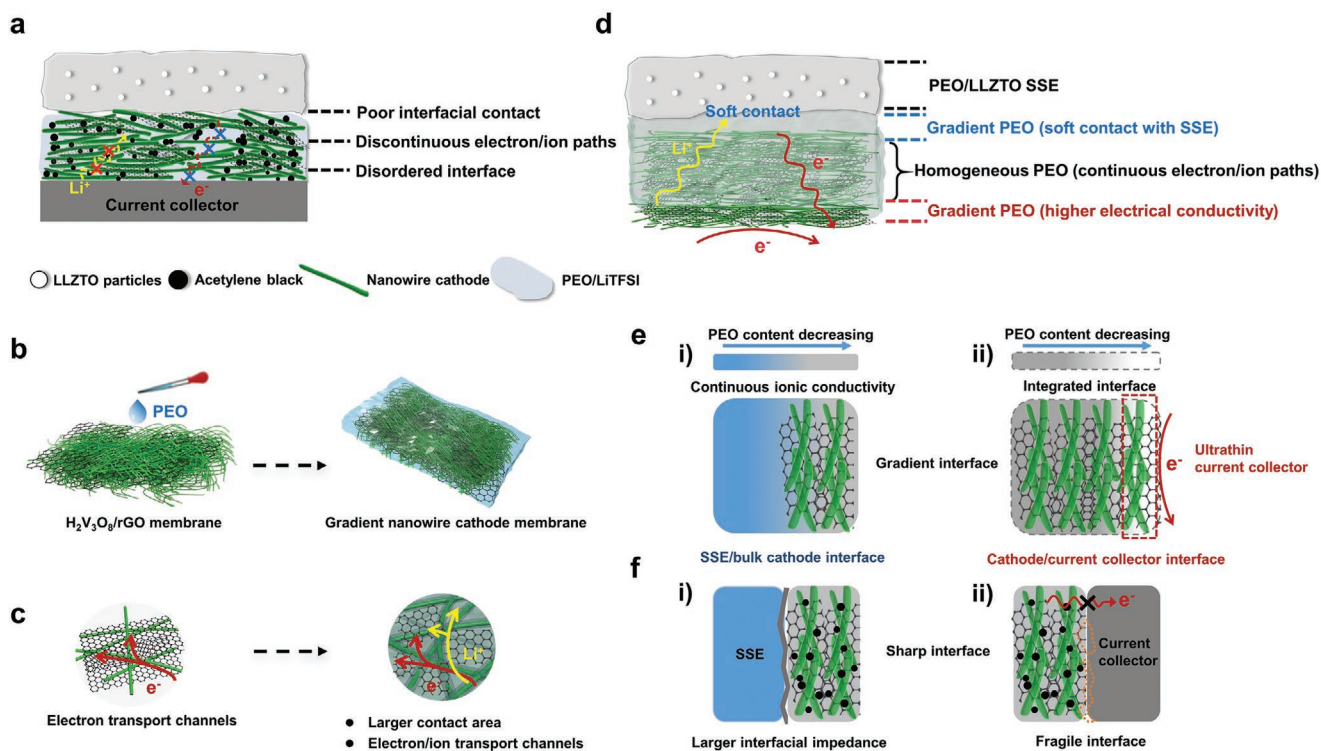 a
Poor interfacial contact
Discontinuous electron/ion paths
Disordered interface
Li⁺
e⁻
Current collector
d
Soft contact
Li⁺
e⁻
e⁻
PEO/LLZTO SSE
Gradient PEO (soft contact with SSE)
Homogeneous PEO (continuous electron/ion paths)
Gradient PEO (higher electrical conductivity)
LLZTO particles
Acetylene black
Nanowire cathode
PEO/LiTFSI
b
PEO
H₂V₃O₈/rGO membrane
Gradient nanowire cathode membrane
c
e⁻
Electron transport channels
Li⁺
e⁻
● Larger contact area
● Electron/ion transport channels
e
i)
PEO content decreasing
Continuous ionic conductivity
SSE/bulk cathode interface
Gradient interface
ii)
PEO content decreasing
Integrated interface
e⁻
Ultrathin
current collector
Cathode/current collector interface
f
i)
SSE
Larger interfacial impedance
Sharp interface
ii)
e⁻
Current
collector
Fragile interface